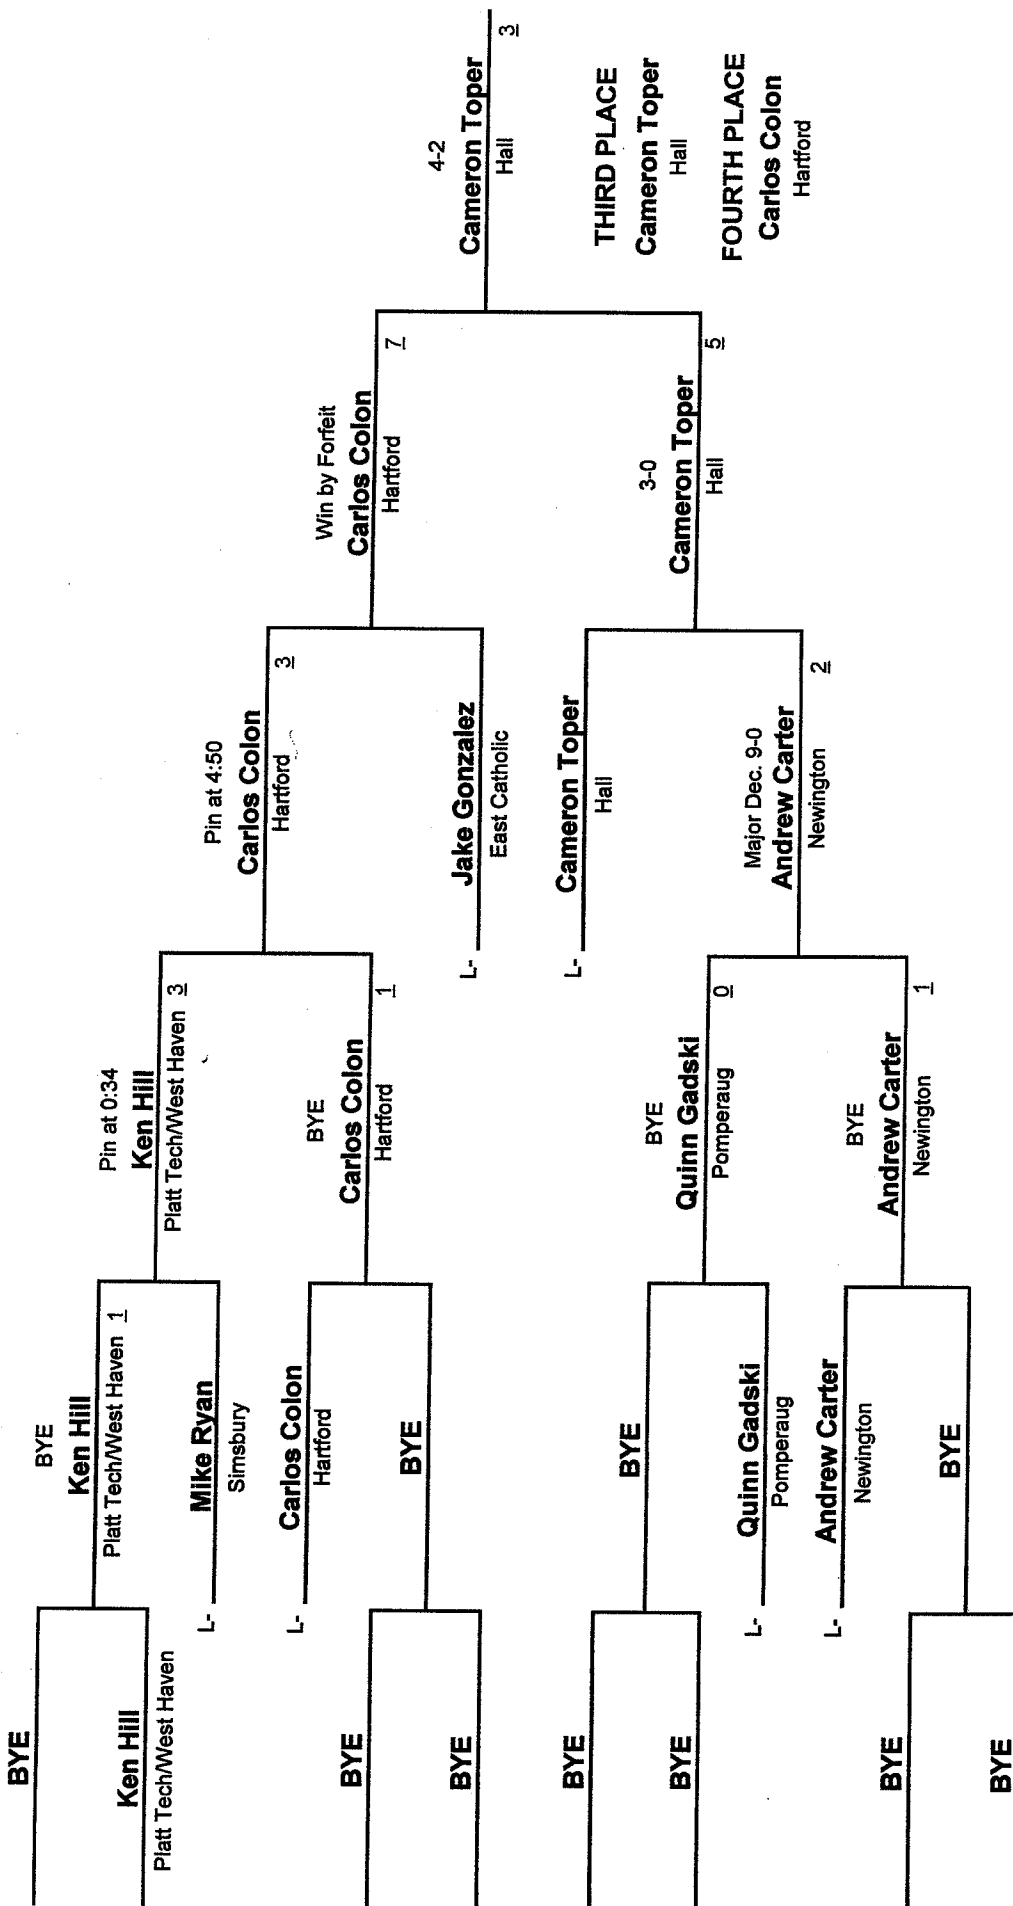 BYE
Ken Hill
Platt Tech/West Haven
BYE
BYE
BYE
BYE
BYE
BYE
BYE
Ken Hill
Platt Tech/West Haven 1
L-
Mike Ryan
Simsbury
L-
Carlos Colon
Hartford
BYE
BYE
L-
Quinn Gadski
Pomperaug
L-
Andrew Carter
Newington
BYE
Pin at 0:34
Ken Hill
Platt Tech/West Haven 3
BYE
Carlos Colon
Hartford
1
BYE
Quinn Gadski
Pomperaug
0
BYE
Andrew Carter
Newington
1
Pin at 4:50
Carlos Colon
Hartford
3
L-
Jake Gonzalez
East Catholic
L-
Cameron Toper
Hall
Major Dec. 9-0
Andrew Carter
Newington
2
Win by Forfeit
Carlos Colon
Hartford
7
3-0
Cameron Toper
Hall
5
4-2
Cameron Toper
Hall
3
THIRD PLACE
Cameron Toper
Hall
FOURTH PLACE
Carlos Colon
Hartford